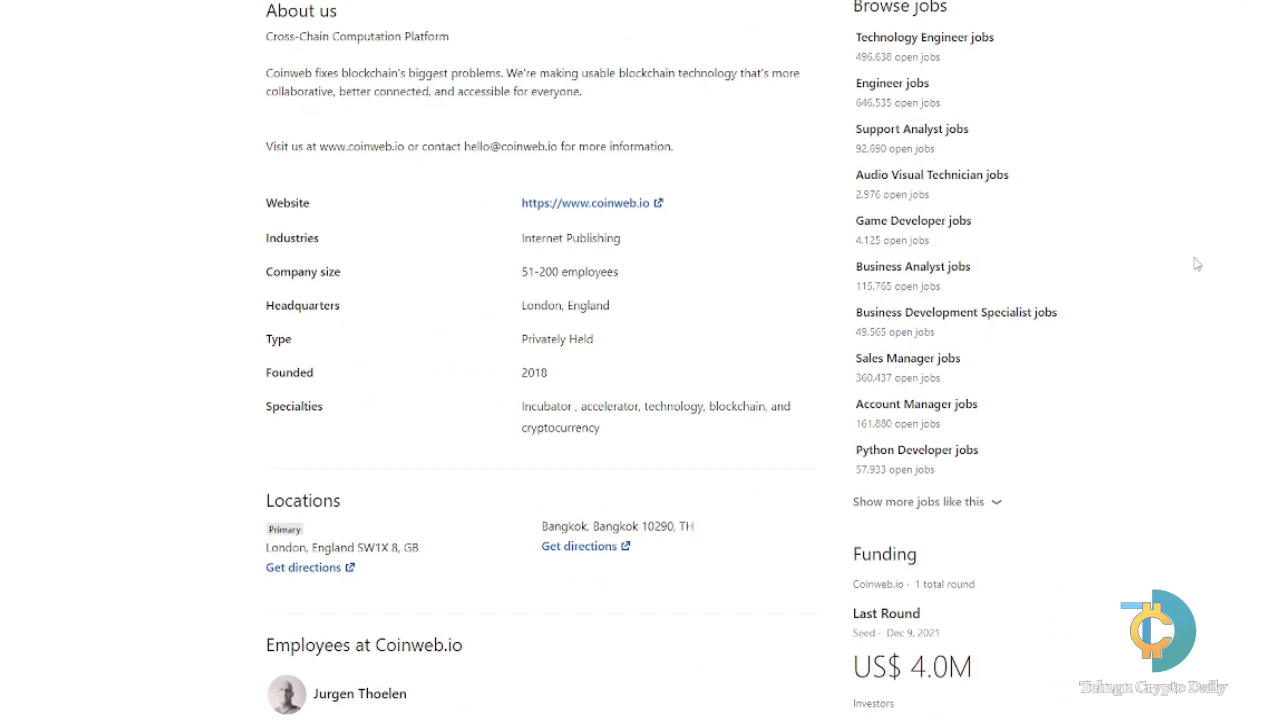 About us
Cross-Chain Computation Platform
Coinweb fixes blockchain's biggest problems. We're making usable blockchain technology that's more
collaborative, better connected, and accessible for everyone.
Visit us at www.coinweb.io or contact hello@coinweb.io for more information.
Website https://www.coinweb.io
Industries Internet Publishing
Company size 51-200 employees
Headquarters London, England
Type Privately Held
Founded 2018
Specialties Incubator , accelerator, technology, blockchain, and
cryptocurrency
Locations
Primary
London, England SW1X 8, GB
Get directions
Bangkok, Bangkok 10290, TH
Get directions
Employees at Coinweb.io
Jurgen Thoelen
Browse jobs
Technology Engineer jobs
496.638 open jobs
Engineer jobs
646.535 open jobs
Support Analyst jobs
92.690 open jobs
Audio Visual Technician jobs
2.976 open jobs
Game Developer jobs
4.125 open jobs
Business Analyst jobs
115.765 open jobs
Business Development Specialist jobs
49.565 open jobs
Sales Manager jobs
360.437 open jobs
Account Manager jobs
161.880 open jobs
Python Developer jobs
57.933 open jobs
Show more jobs like this
Funding
Coinweb.io · 1 total round
Last Round
Seed · Dec 9, 2021
US$ 4.0M
Investors
Telugu Crypto Daily